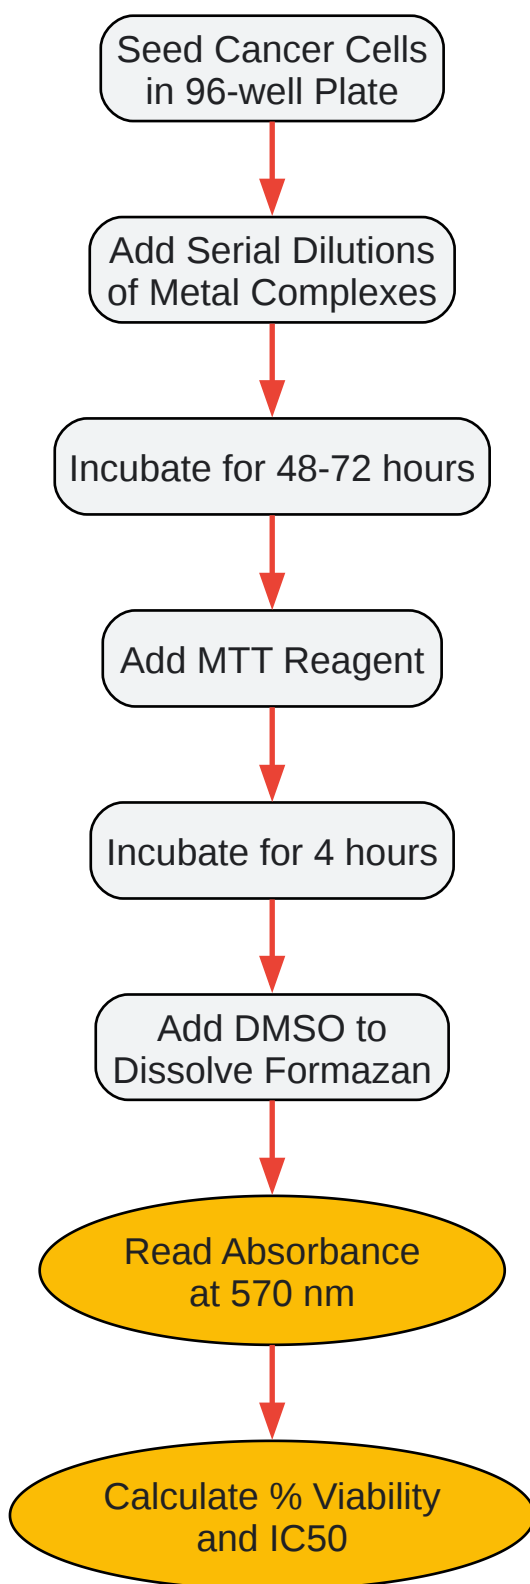 Seed Cancer Cells
in 96-well Plate
Add Serial Dilutions
of Metal Complexes
Incubate for 48-72 hours
Add MTT Reagent
Incubate for 4 hours
Add DMSO to
Dissolve Formazan
Read Absorbance
at 570 nm
Calculate % Viability
and IC50